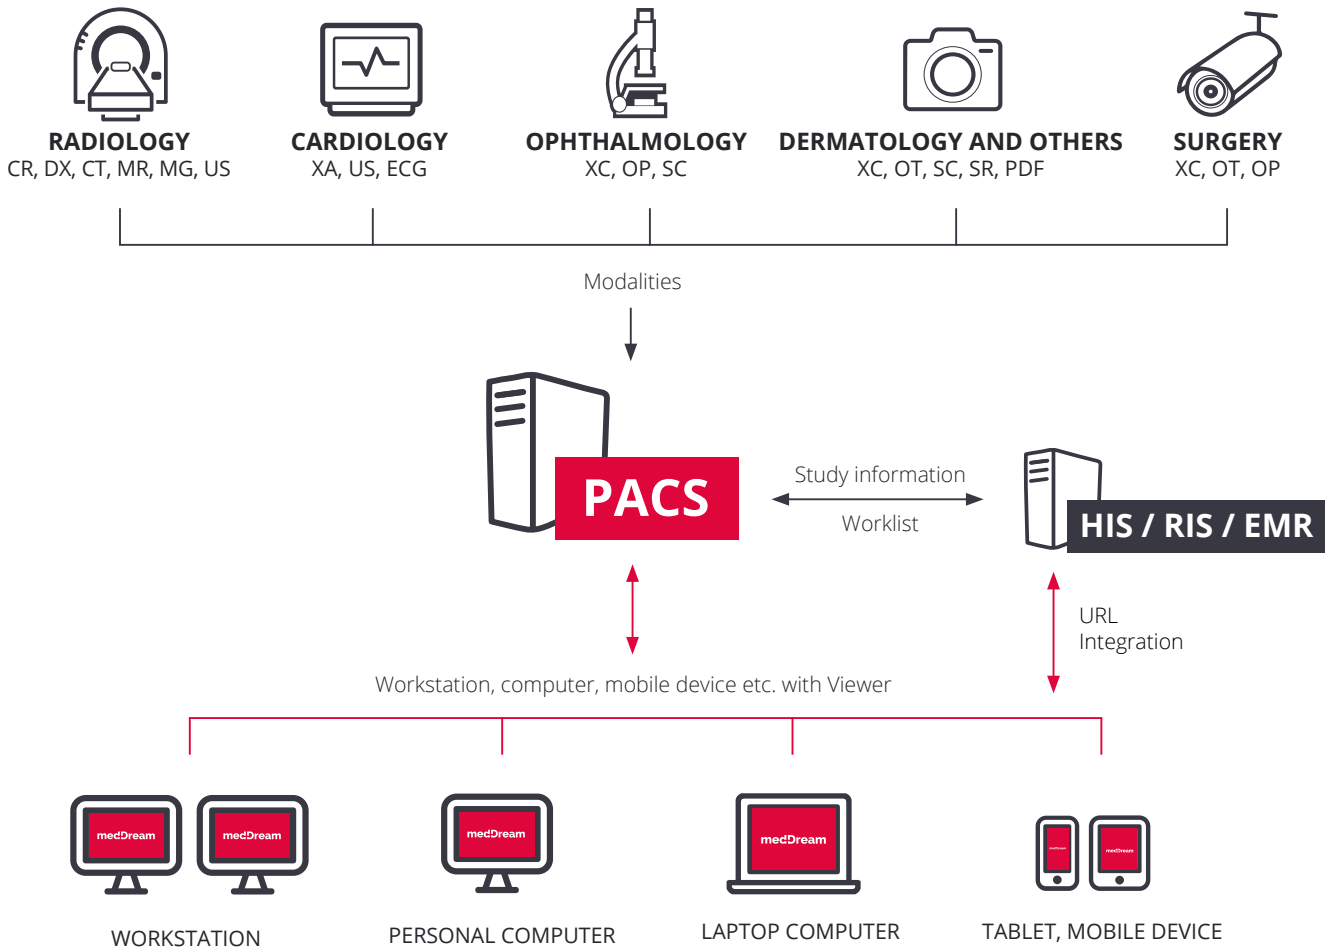 RADIOLOGY
CR, DX, CT, MR, MG, US
CARDIOLOGY
XA, US, ECG
OPHTHALMOLOGY
XC, OP, SC
DERMATOLOGY AND OTHERS
XC, OT, SC, SR, PDF
SURGERY
XC, OT, OP
Modalities
PACS
Study information
Worklist
HIS / RIS / EMR
URL
Integration
Workstation, computer, mobile device etc. with Viewer
medDream
medDream
medDream
medDream
medDream
medDream
WORKSTATION
PERSONAL COMPUTER
LAPTOP COMPUTER
TABLET, MOBILE DEVICE